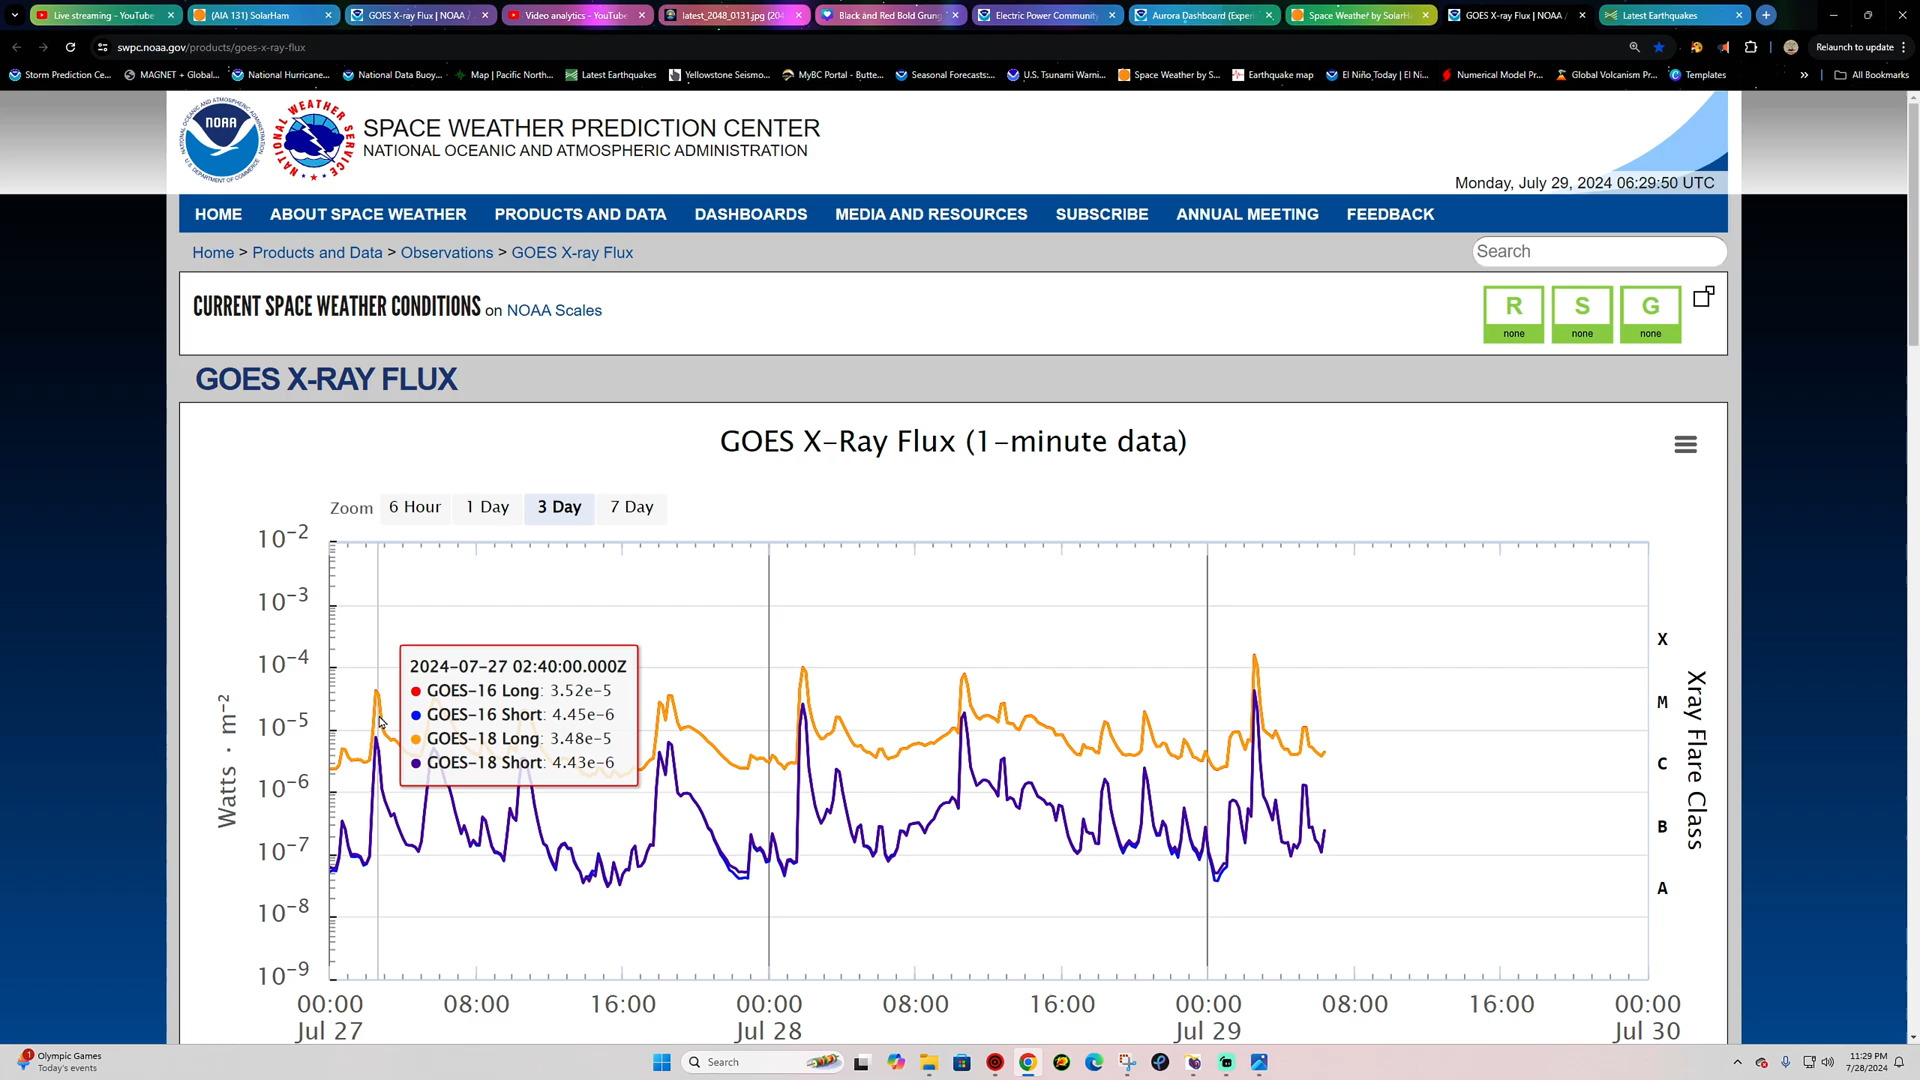 Live streaming - YouTube
(AIA 131) SolarHam
GOES X-ray Flux | NOAA /
Video analytics - YouTube
latest_2048_0131.jpg (204
Black and Red Bold Grung
Electric Power Community
Aurora Dashboard (Experi
Space Weather by SolarH
GOES X-ray Flux | NOAA /
Latest Earthquakes
swpc.noaa.gov/products/goes-x-ray-flux
Relaunch to update
Storm Prediction Ce...
MAGNET + Global...
National Hurricane...
National Data Buoy...
Map | Pacific North...
Latest Earthquakes
Yellowstone Seismo...
MyBC Portal - Butte...
Seasonal Forecasts:...
U.S. Tsunami Warni...
Space Weather by S...
Earthquake map
El Niño Today | El Ni...
Numerical Model Pr...
Global Volcanism Pr...
Templates
»
All Bookmarks
NOAA
NATIONAL WEATHER SERVICE
SPACE WEATHER PREDICTION CENTER
NATIONAL OCEANIC AND ATMOSPHERIC ADMINISTRATION
Monday, July 29, 2024 06:29:50 UTC
HOME
ABOUT SPACE WEATHER
PRODUCTS AND DATA
DASHBOARDS
MEDIA AND RESOURCES
SUBSCRIBE
ANNUAL MEETING
FEEDBACK
Home > Products and Data > Observations > GOES X-ray Flux
Search
CURRENT SPACE WEATHER CONDITIONS on NOAA Scales
R
none
S
none
G
none
GOES X-RAY FLUX
GOES X-Ray Flux (1-minute data)
Zoom
6 Hour
1 Day
3 Day
7 Day
10⁻²
10⁻³
10⁻⁴
10⁻⁵
10⁻⁶
10⁻⁷
10⁻⁸
10⁻⁹
Watts · m⁻²
2024-07-27 02:40:00.000Z
GOES-16 Long: 3.52e-5
GOES-16 Short: 4.45e-6
GOES-18 Long: 3.48e-5
GOES-18 Short: 4.43e-6
X
M
C
B
A
Xray Flare Class
00:00
08:00
16:00
00:00
08:00
16:00
00:00
08:00
16:00
00:00
Jul 27
Jul 28
Jul 29
Jul 30
1
Olympic Games
Today's events
Search
11:29 PM
7/28/2024